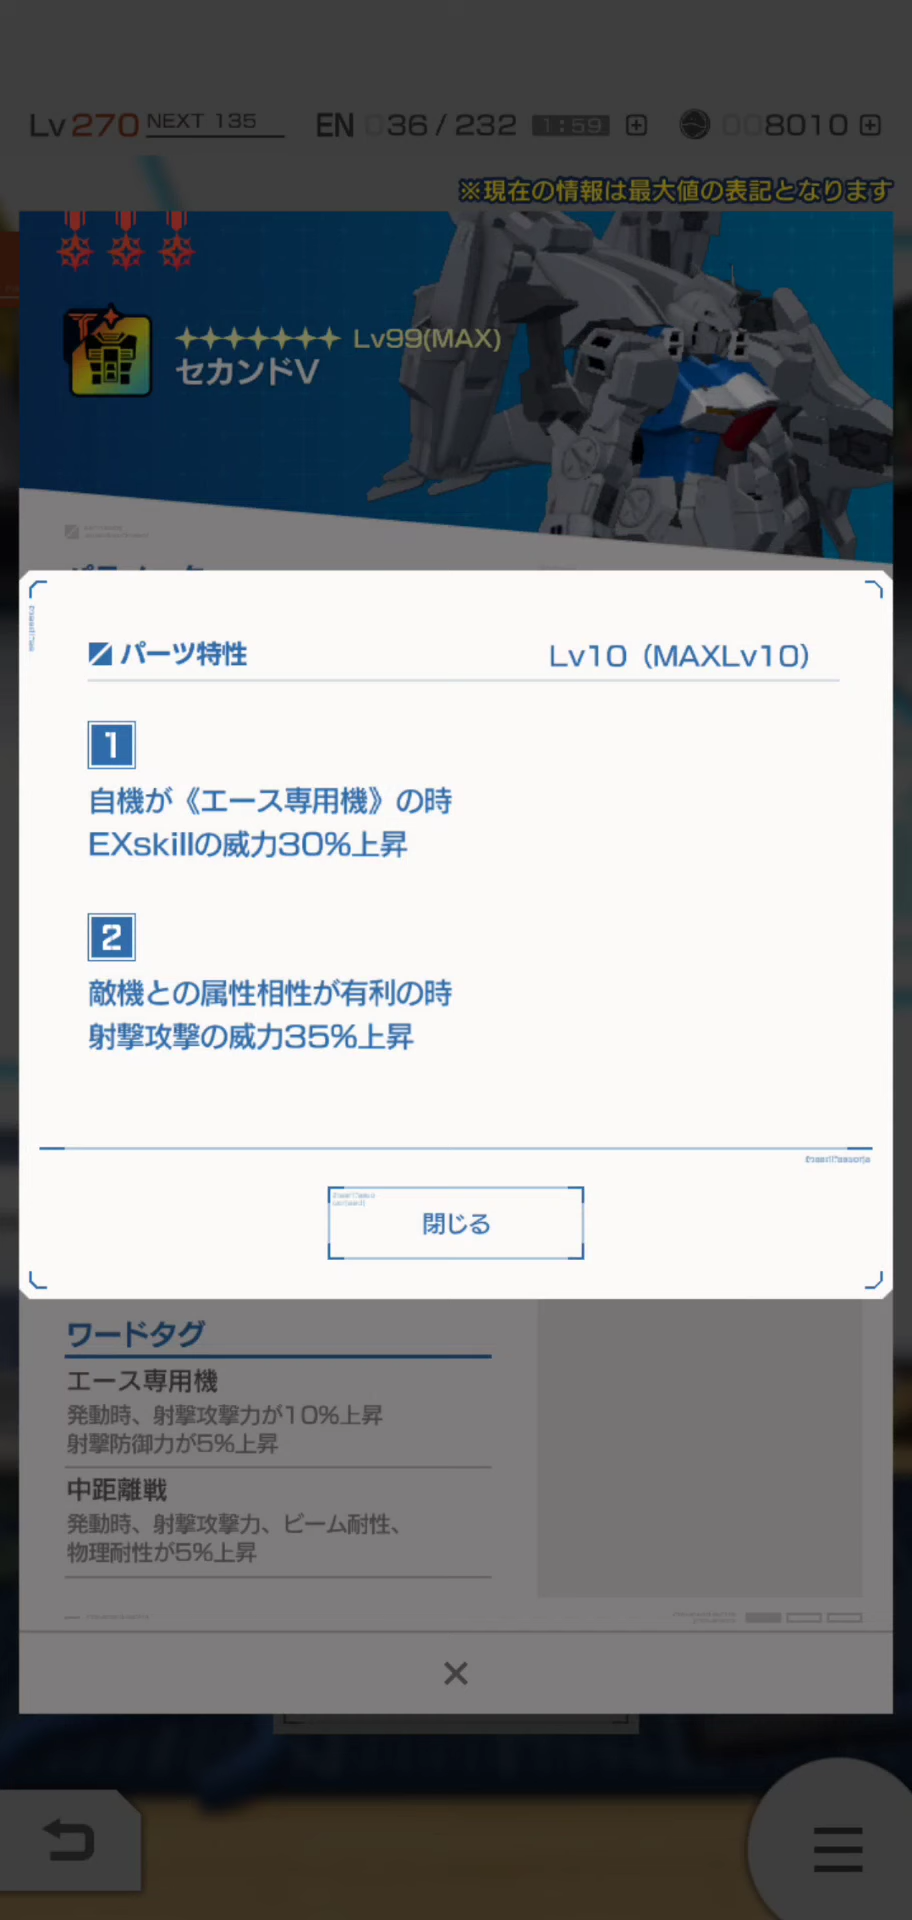 Lv270 NEXT 135 EN 036/232 1:59 008010
※現在の情報は最大値の表記となります
Lv99(MAX)
セカンドV
パーツ特性 Lv10（MAXLv10）
1
自機が《エース専用機》の時
EXskillの威力30%上昇
2
敵機との属性相性が有利の時
射撃攻撃の威力35%上昇
閉じる
ワードタグ
エース専用機
発動時、射撃攻撃力が10%上昇
射撃防御力が5%上昇
中距離戦
発動時、射撃攻撃力、ビーム耐性、
物理耐性が5%上昇